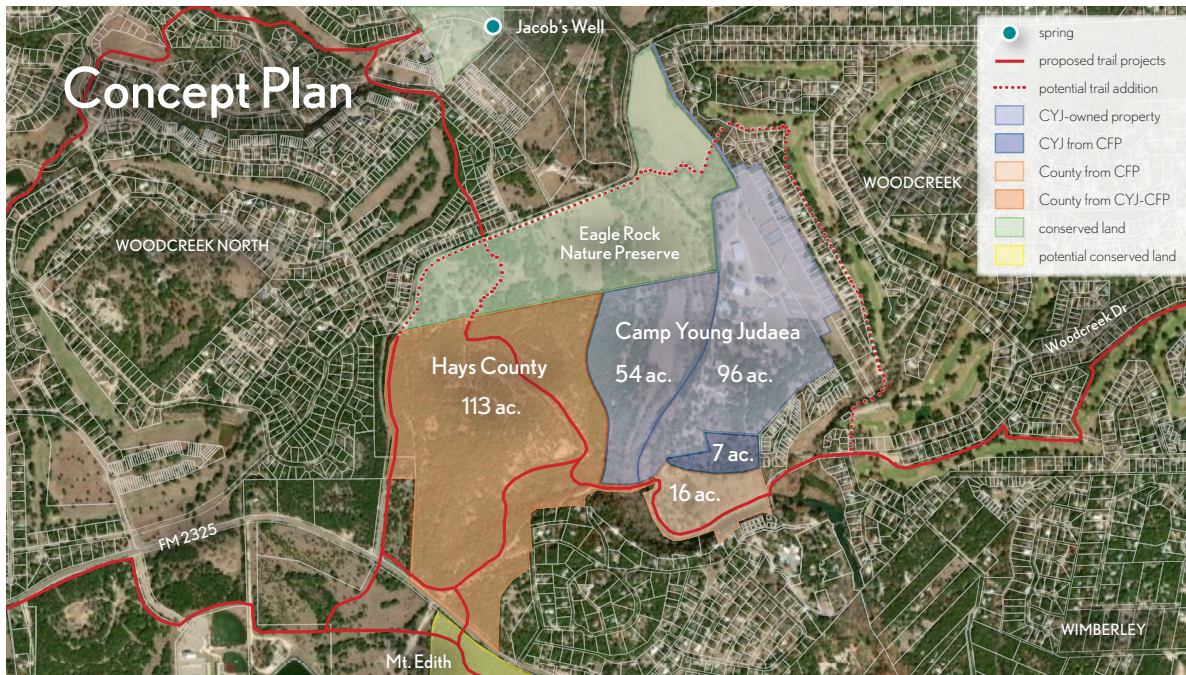 Concept Plan
Jacob's Well
spring
proposed trail projects
potential trail addition
CYJ-owned property
CYJ from CFP
County from CFP
County from CYJ-CFP
conserved land
potential conserved land
WOODCREEK
WOODCREEK NORTH
Eagle Rock
Nature Preserve
Woodcreek Dr
Hays County
113 ac.
Camp Young Judaea
54 ac.
96 ac.
7 ac.
16 ac.
FM 2325
Mt. Edith
WIMBERLEY